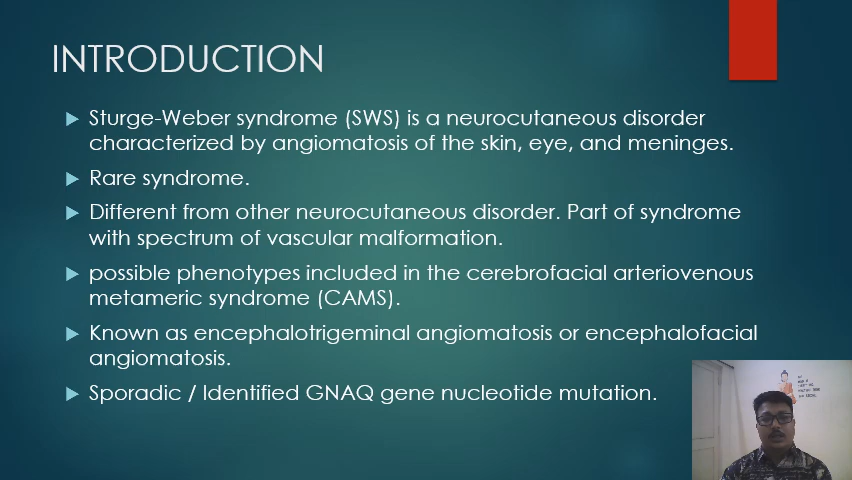 INTRODUCTION
Sturge-Weber syndrome (SWS) is a neurocutaneous disorder
characterized by angiomatosis of the skin, eye, and meninges.
Rare syndrome.
Different from other neurocutaneous disorder. Part of syndrome
with spectrum of vascular malformation.
possible phenotypes included in the cerebrofacial arteriovenous
metameric syndrome (CAMS).
Known as encephalotrigeminal angiomatosis or encephalofacial
angiomatosis.
Sporadic / Identified GNAQ gene nucleotide mutation.